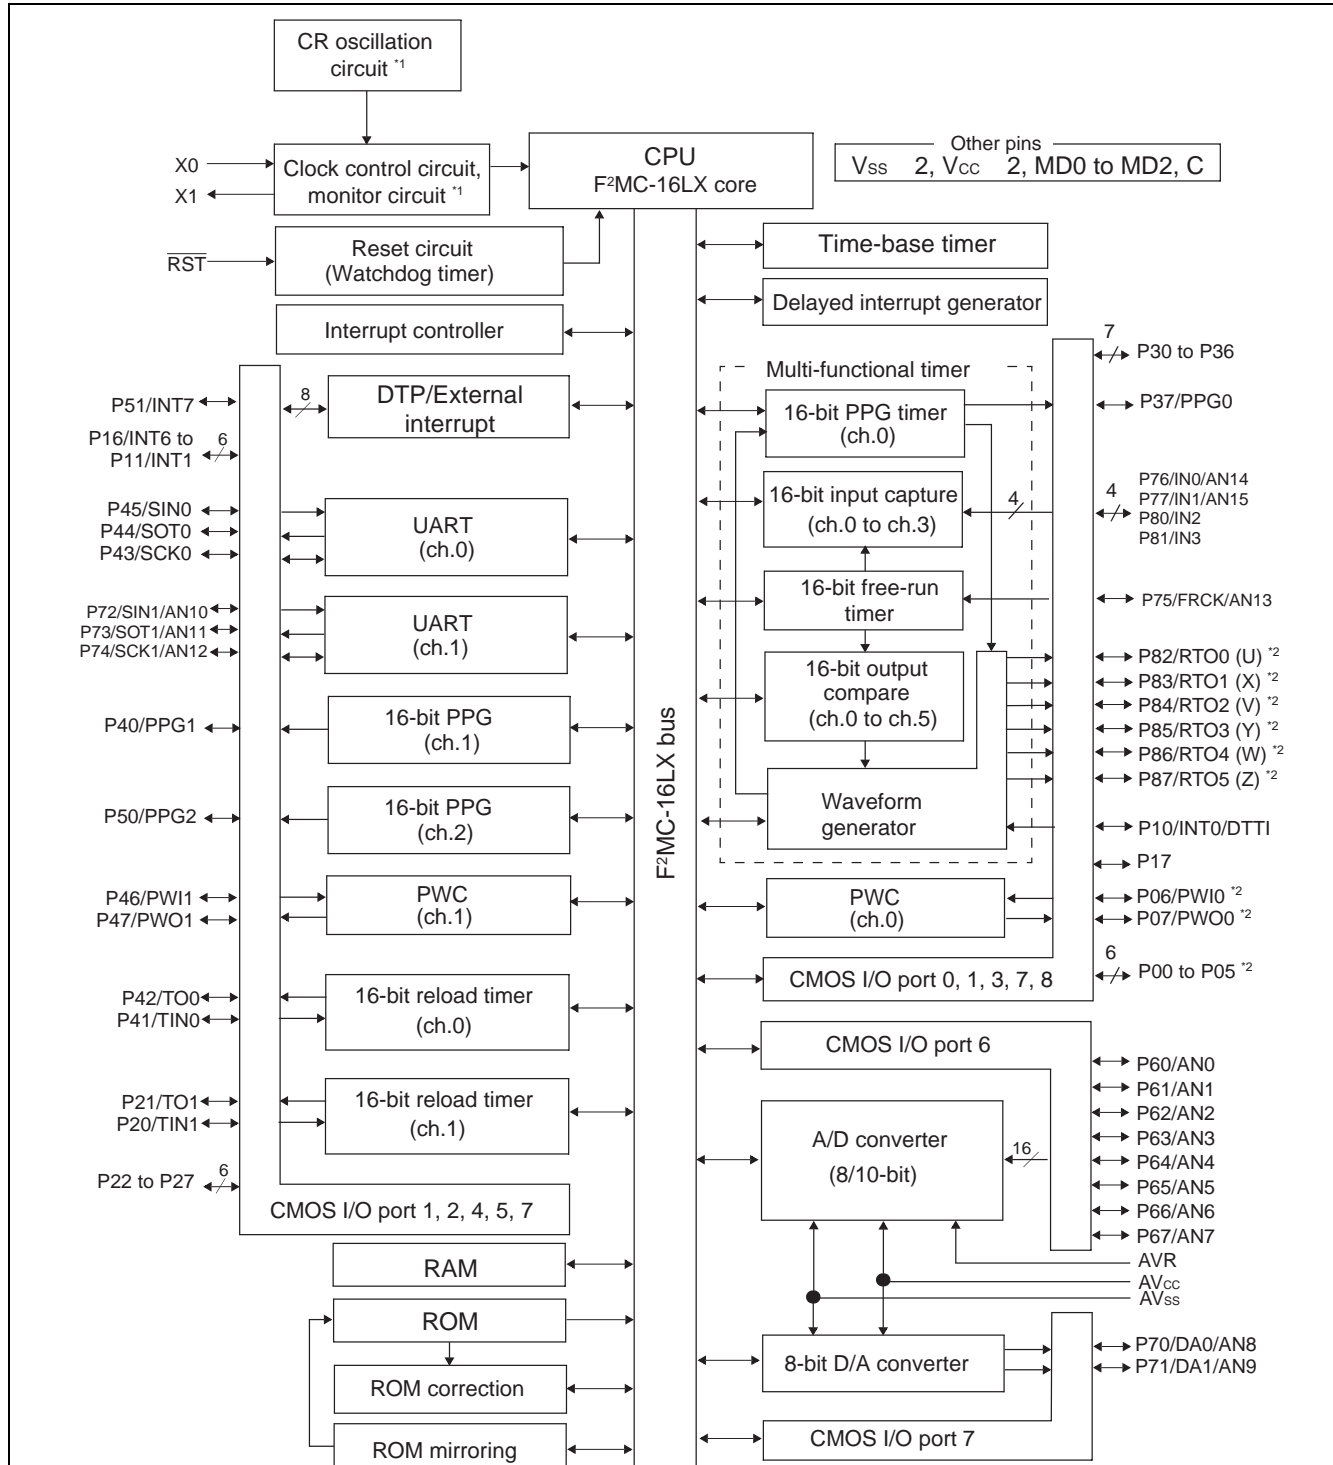 CR oscillation
circuit *1
X0
X1
Clock control circuit,
monitor circuit *1
CPU
F²MC-16LX core
Other pins
Vss 2, Vcc 2, MD0 to MD2, C
RST
Reset circuit
(Watchdog timer)
Interrupt controller
Time-base timer
Delayed interrupt generator
F²MC-16LX bus
P51/INT7
P16/INT6 to
P11/INT1
6
8
DTP/External
interrupt
P45/SIN0
P44/SOT0
P43/SCK0
UART
(ch.0)
P72/SIN1/AN10
P73/SOT1/AN11
P74/SCK1/AN12
UART
(ch.1)
P40/PPG1
16-bit PPG
(ch.1)
P50/PPG2
16-bit PPG
(ch.2)
P46/PWI1
P47/PWO1
PWC
(ch.1)
P42/TO0
P41/TIN0
16-bit reload timer
(ch.0)
P21/TO1
P20/TIN1
16-bit reload timer
(ch.1)
P22 to P27
6
CMOS I/O port 1, 2, 4, 5, 7
RAM
ROM
ROM correction
ROM mirroring
Multi-functional timer
16-bit PPG timer
(ch.0)
16-bit input capture
(ch.0 to ch.3)
4
16-bit free-run
timer
16-bit output
compare
(ch.0 to ch.5)
Waveform
generator
PWC
(ch.0)
CMOS I/O port 0, 1, 3, 7, 8
7
P30 to P36
P37/PPG0
4
P76/IN0/AN14
P77/IN1/AN15
P80/IN2
P81/IN3
P75/FRCK/AN13
P82/RTO0 (U) *2
P83/RTO1 (X) *2
P84/RTO2 (V) *2
P85/RTO3 (Y) *2
P86/RTO4 (W) *2
P87/RTO5 (Z) *2
P10/INT0/DTTI
P17
P06/PWI0 *2
P07/PWO0 *2
6
P00 to P05 *2
CMOS I/O port 6
A/D converter
(8/10-bit)
16
P60/AN0
P61/AN1
P62/AN2
P63/AN3
P64/AN4
P65/AN5
P66/AN6
P67/AN7
AVR
AVcc
AVss
8-bit D/A converter
P70/DA0/AN8
P71/DA1/AN9
CMOS I/O port 7